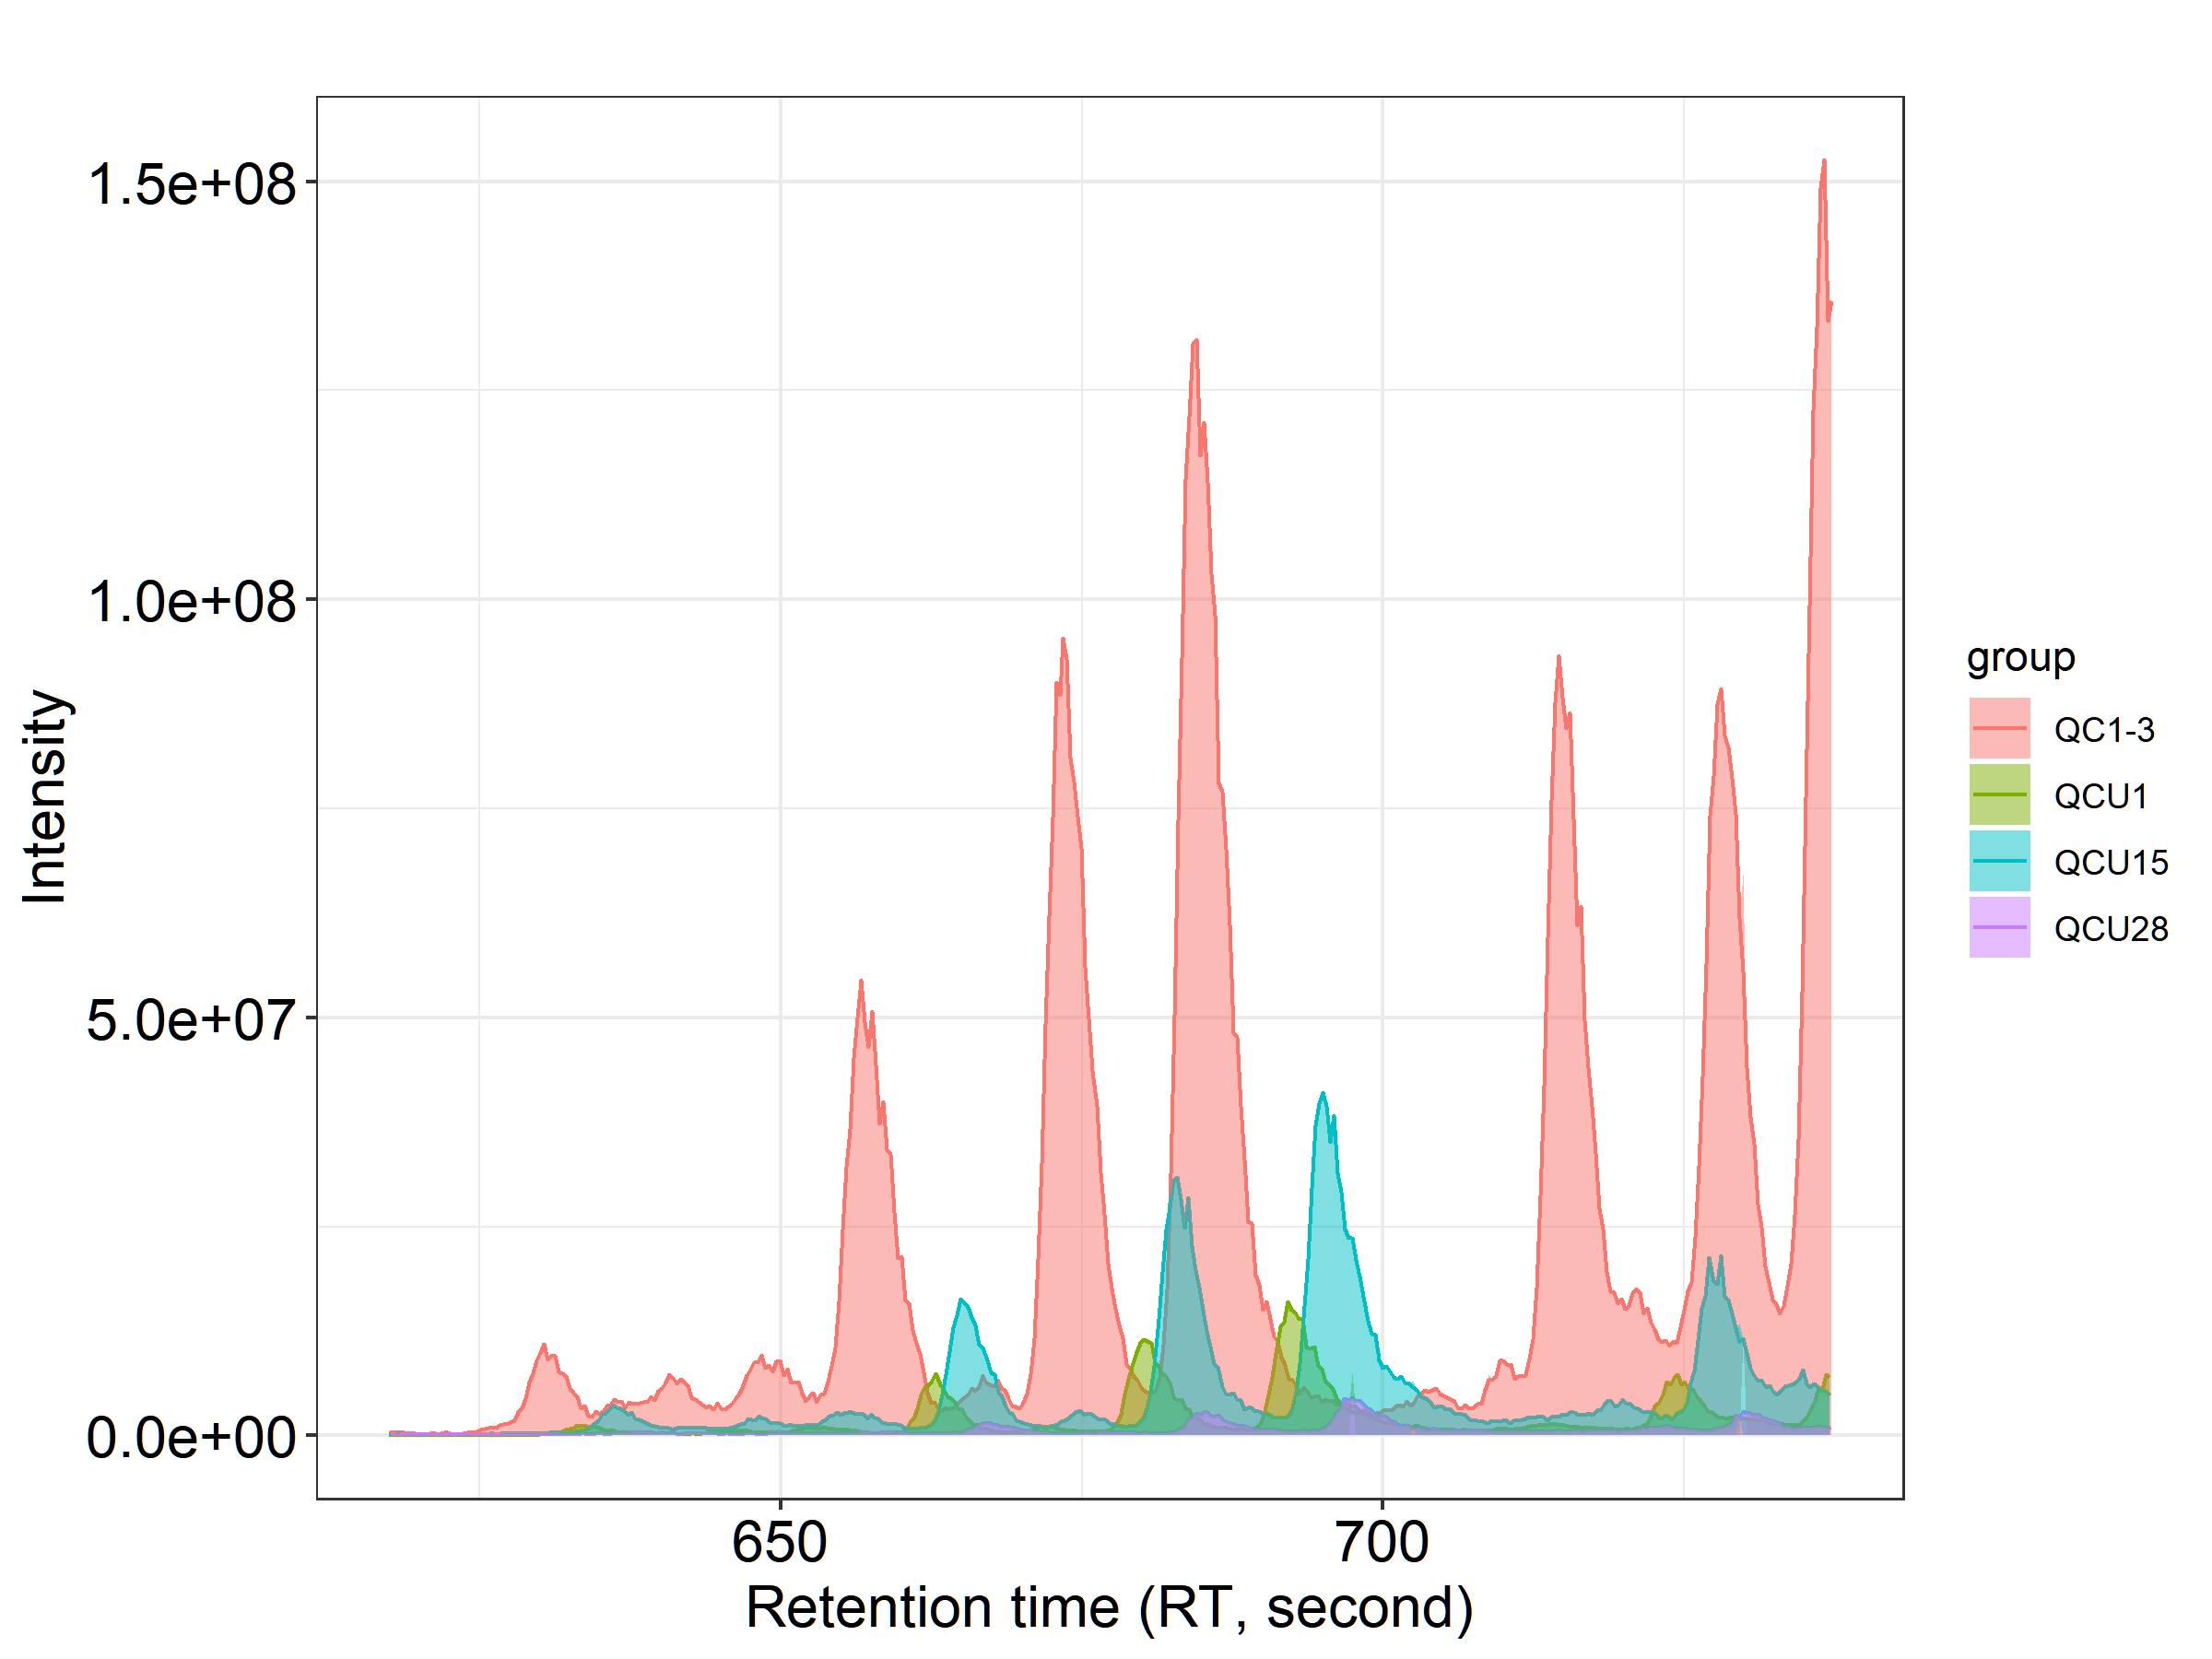 1.5e+08
1.0e+08
5.0e+07
0.0e+00
Intensity
650
700
Retention time (RT, second)
group
QC1-3
QCU1
QCU15
QCU28